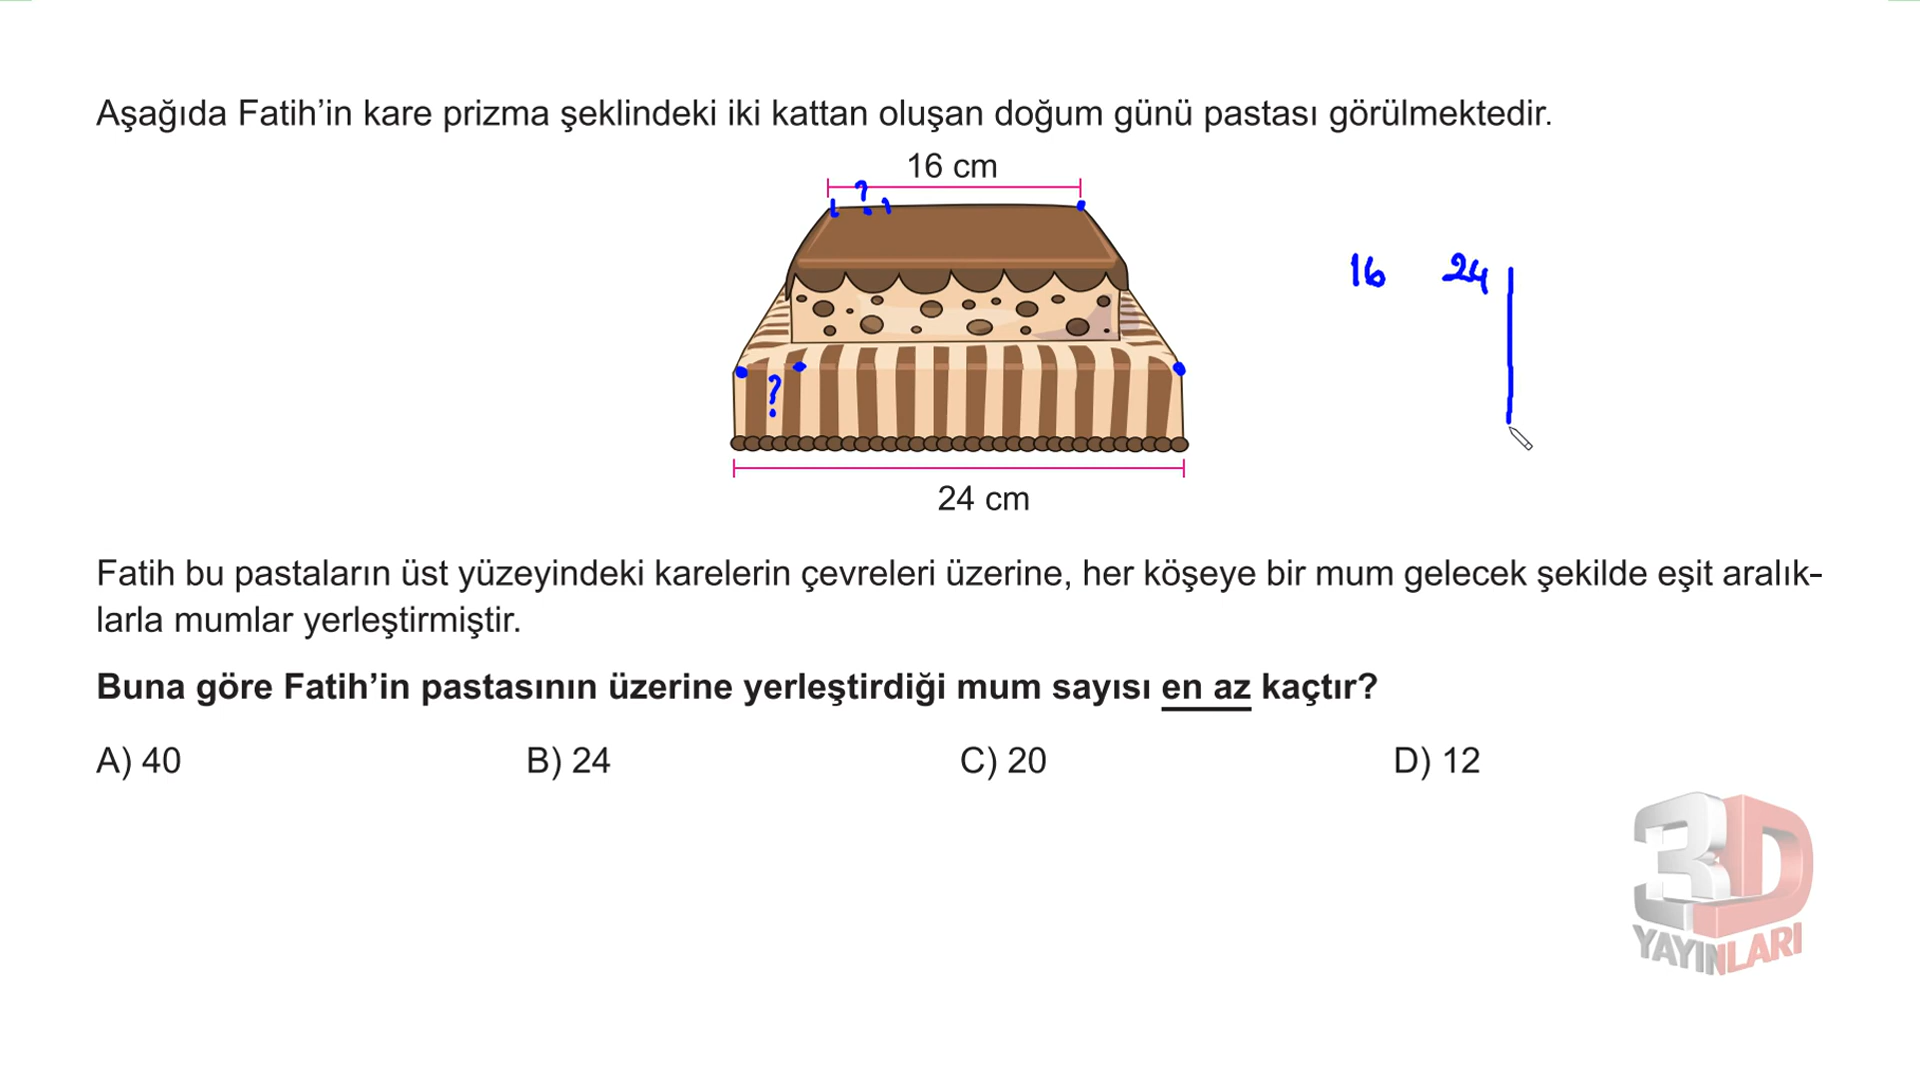 Aşağıda Fatih’in kare prizma şeklindeki iki kattan oluşan doğum günü pastası görülmektedir.
16 cm
?
16 24
?
24 cm
Fatih bu pastaların üst yüzeyindeki karelerin çevreleri üzerine, her köşeye bir mum gelecek şekilde eşit aralık-
larla mumlar yerleştirmiştir.
Buna göre Fatih’in pastasının üzerine yerleştirdiği mum sayısı en az kaçtır?
A) 40 B) 24 C) 20 D) 12
3D
YAYINLARI